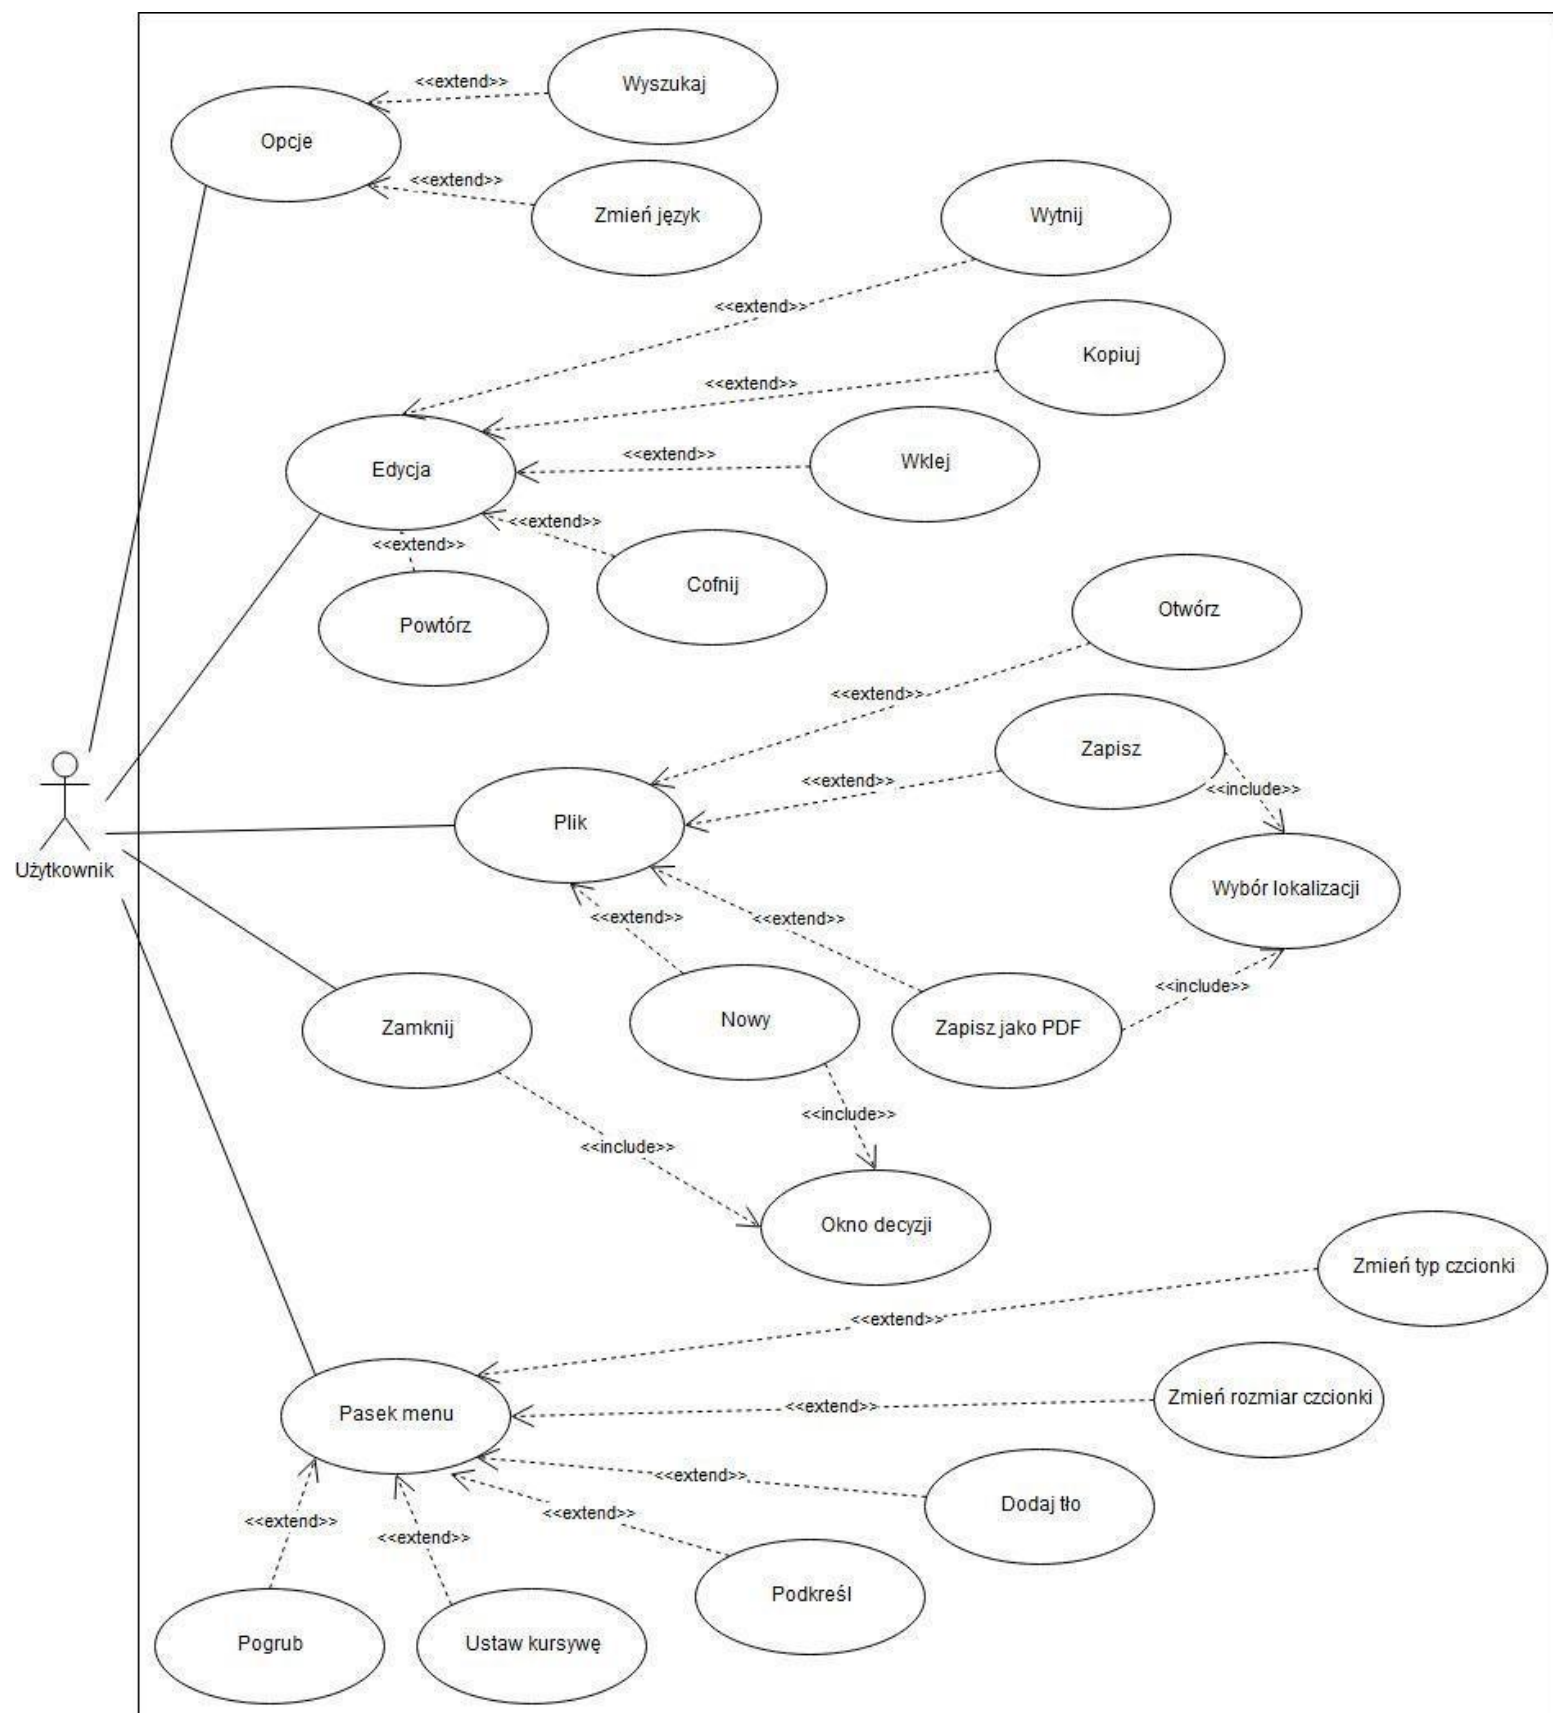 <<extend>>
Wyszukaj
Opcje
<<extend>>
Zmień język
Wytnij
<<extend>>
Kopiuj
<<extend>>
Wklej
<<extend>>
Edycja
<<extend>>
<<extend>>
Cofnij
Powtórz
Otwórz
<<extend>>
Zapisz
<<extend>>
<<include>>
Plik
Użytkownik
Wybór lokalizacji
<<extend>>
<<extend>>
<<include>>
Zamknij
Nowy
Zapisz jako PDF
<<include>>
<<include>>
Okno decyzji
Zmień typ czcionki
<<extend>>
Zmień rozmiar czcionki
<<extend>>
Pasek menu
<<extend>>
Dodaj tło
<<extend>>
<<extend>>
<<extend>>
Podkreśl
Pogrub
Ustaw kursywę